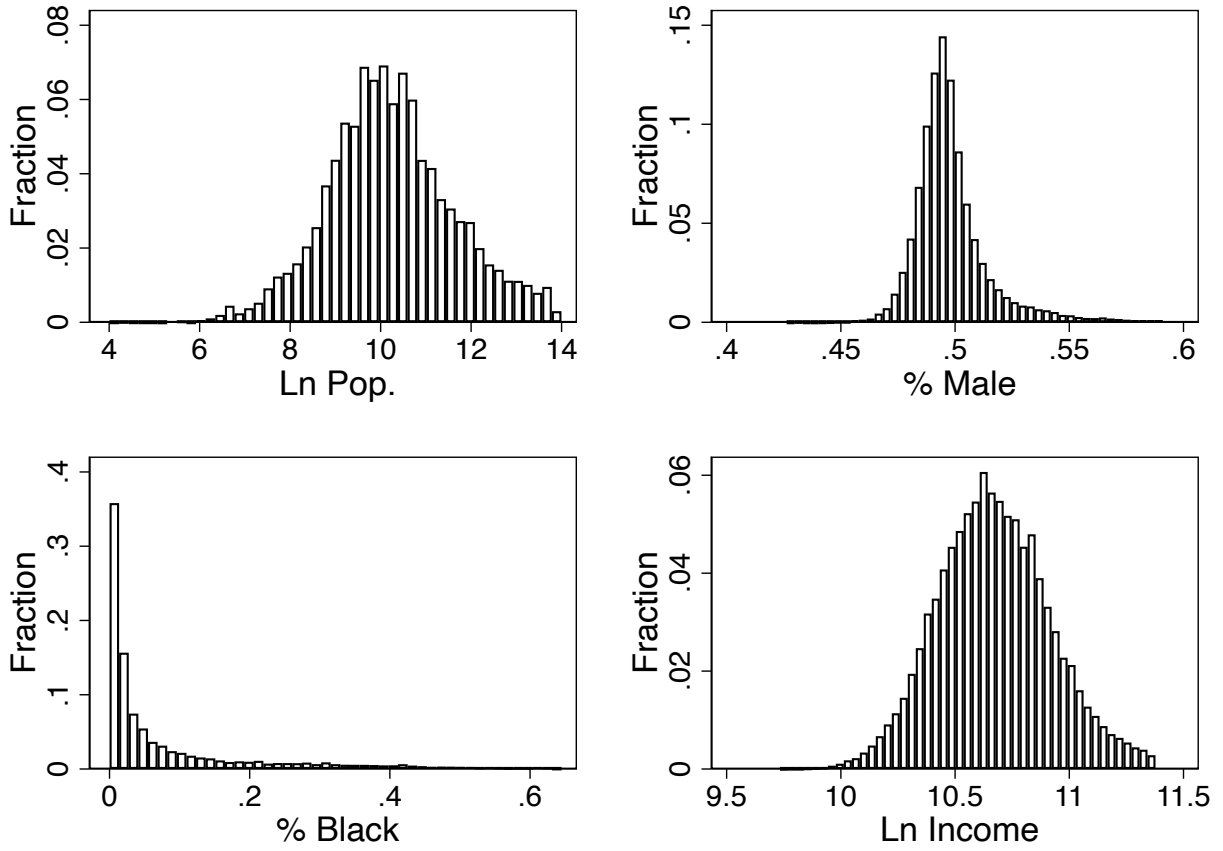 Fraction
0 .02 .04 .06 .08
4 6 8 10 12 14
Ln Pop.
Fraction
0 .05 .1 .15
.4 .45 .5 .55 .6
% Male
Fraction
0 .1 .2 .3 .4
0 .2 .4 .6
% Black
Fraction
0 .02 .04 .06
9.5 10 10.5 11 11.5
Ln Income